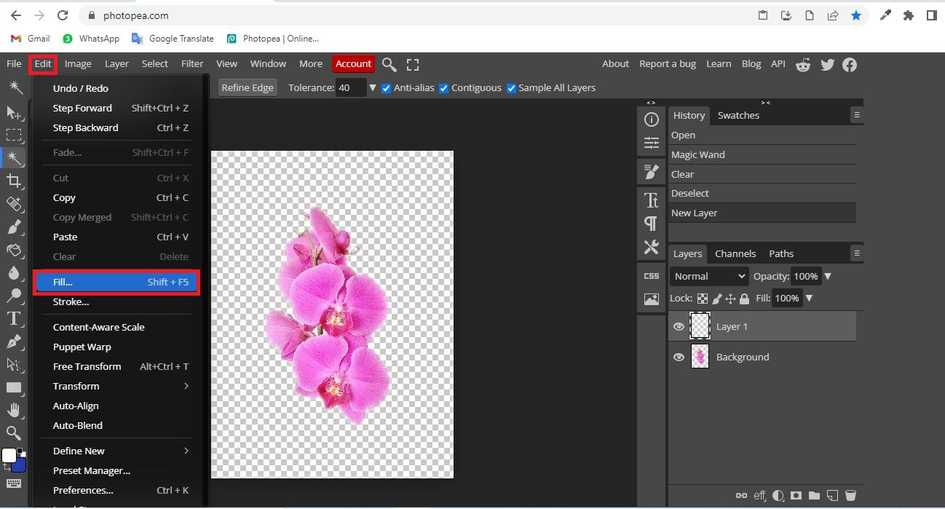 photopea.com
Gmail WhatsApp Google Translate Photopea | Online...
File Edit Image Layer Select Filter View Window More Account About Report a bug Learn Blog API
Refine Edge Tolerance: 40 Anti-alias Contiguous Sample All Layers
Undo / Redo
Step Forward Shift+Ctrl + Z
Step Backward Ctrl + Z
Fade... Shift+Ctrl + F
Cut Ctrl + X
Copy Ctrl + C
Copy Merged Shift+Ctrl + C
Paste Ctrl + V
Clear Delete
Fill... Shift + F5
Stroke...
Content-Aware Scale
Puppet Warp
Free Transform Alt+Ctrl + T
Transform
Auto-Align
Auto-Blend
Define New
Preset Manager...
Preferences... Ctrl + K
History Swatches
Open
Magic Wand
Clear
Deselect
New Layer
CSS
Layers Channels Paths
Normal Opacity: 100%
Lock: Fill: 100%
Layer 1
Background
eff